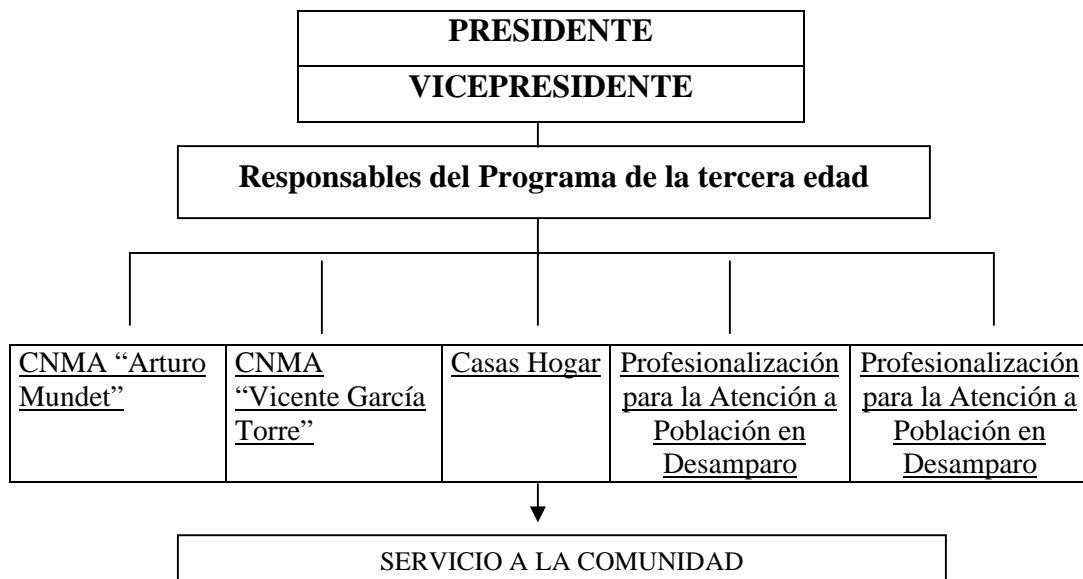 PRESIDENTE
VICEPRESIDENTE
Responsables del Programa de la tercera edad
CNMA “Arturo
Mundet”
CNMA
“Vicente García
Torre”
Casas Hogar
Profesionalización
para la Atención a
Población en
Desamparo
Profesionalización
para la Atención a
Población en
Desamparo
SERVICIO A LA COMUNIDAD